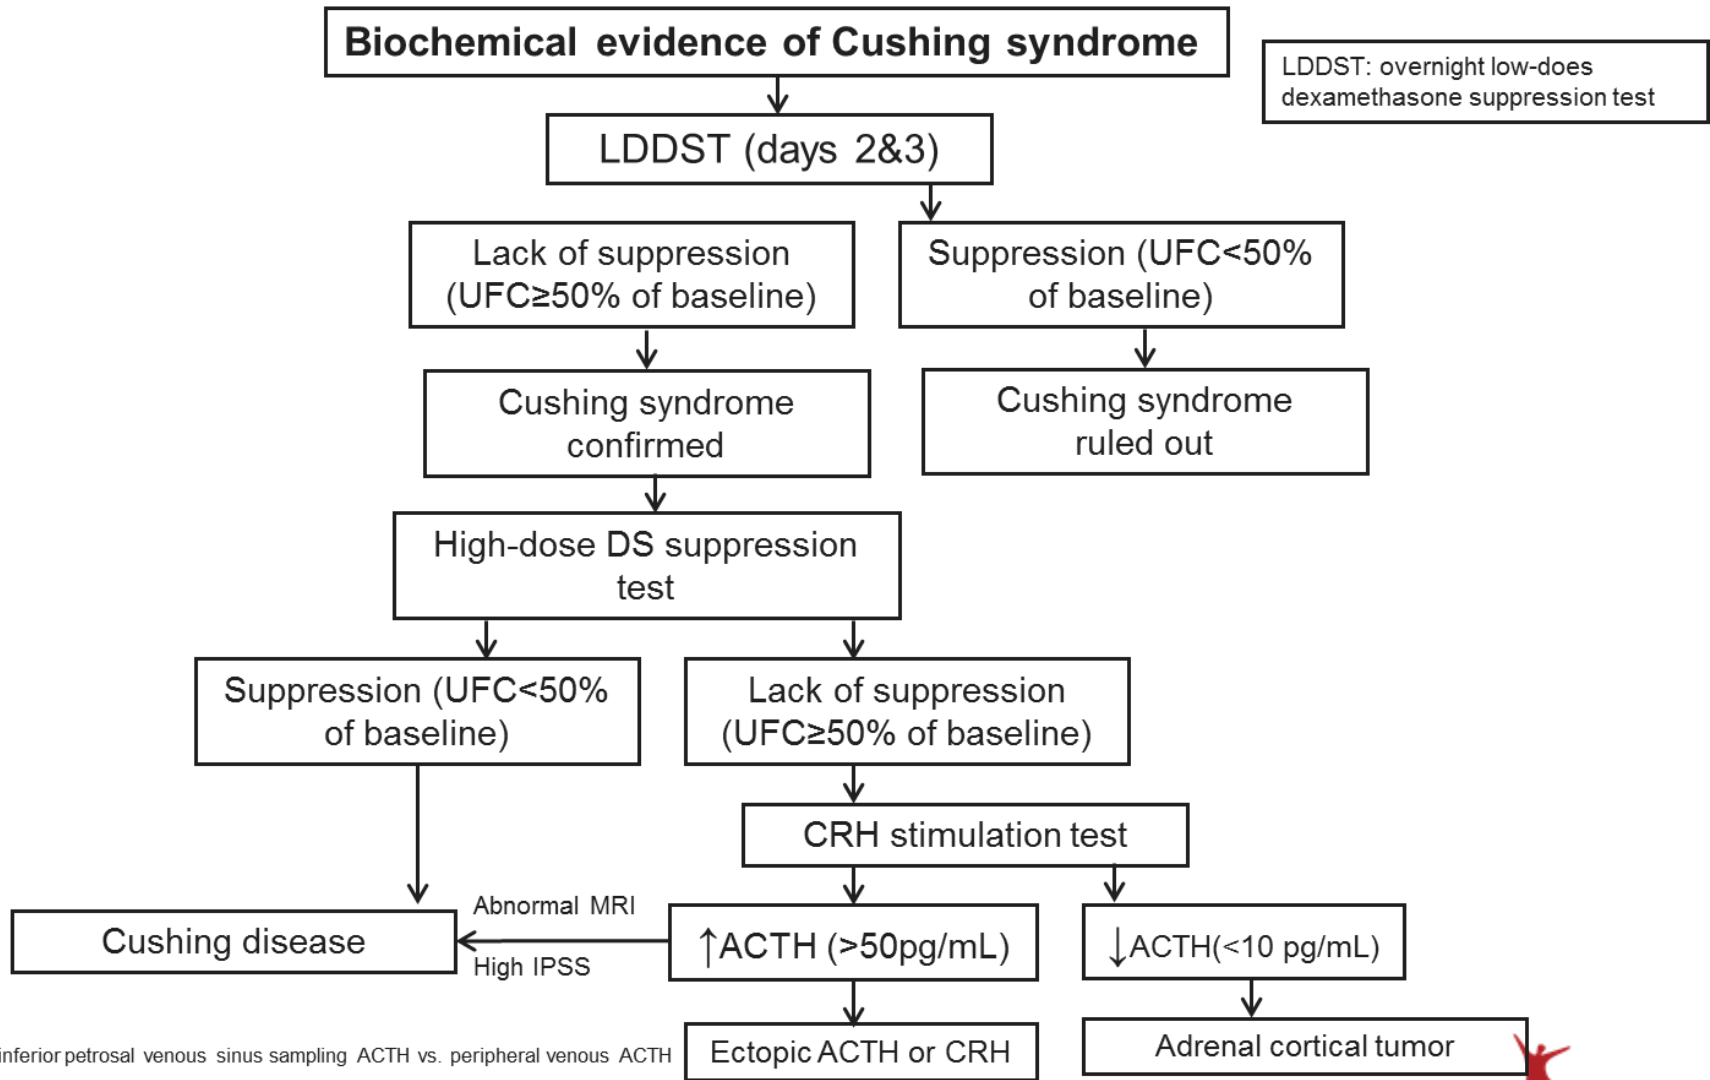 Biochemical evidence of Cushing syndrome
LDDST: overnight low-does
dexamethasone suppression test
LDDST (days 2&3)
Lack of suppression
(UFC≥50% of baseline)
Suppression (UFC<50%
of baseline)
Cushing syndrome
confirmed
Cushing syndrome
ruled out
High-dose DS suppression
test
Suppression (UFC<50%
of baseline)
Lack of suppression
(UFC≥50% of baseline)
CRH stimulation test
Abnormal MRI
High IPSS
Cushing disease
↑ACTH (>50pg/mL)
↓ACTH(<10 pg/mL)
inferior petrosal venous sinus sampling ACTH vs. peripheral venous ACTH
Ectopic ACTH or CRH
Adrenal cortical tumor